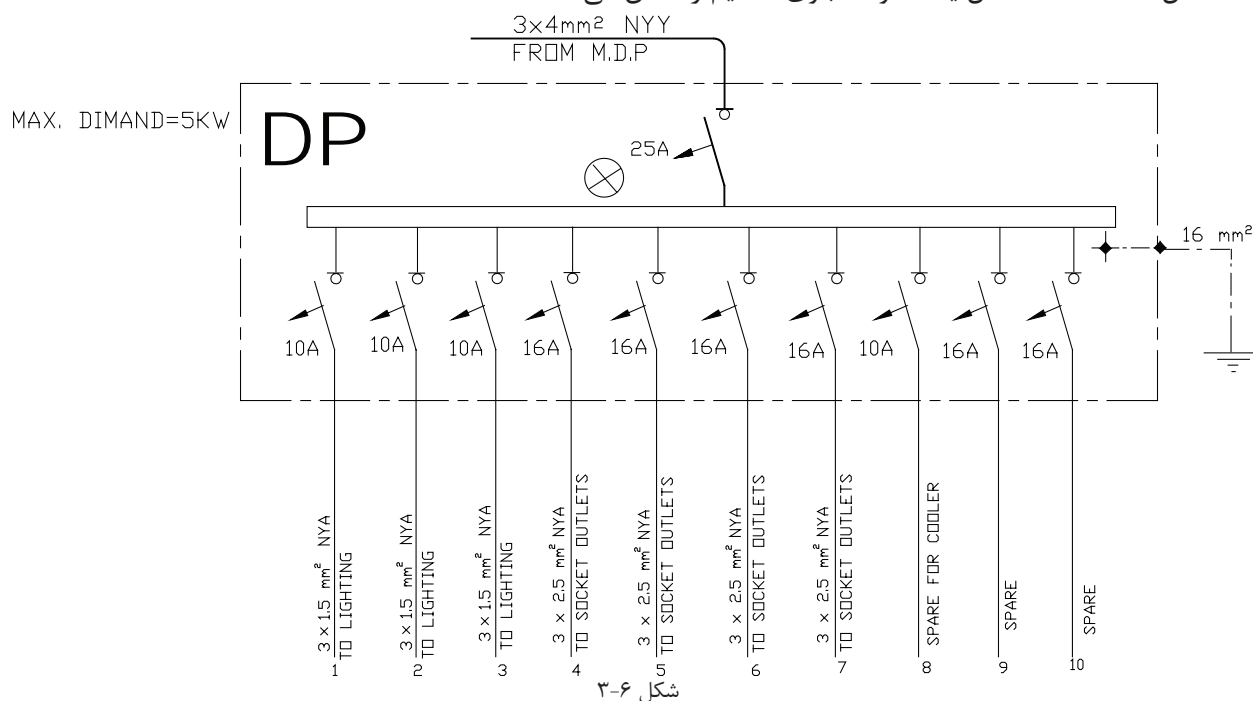 3x4mm² NYY
FROM M.D.P
MAX. DIMAND=5KW
DP
25A
16 mm²
10A
10A
10A
16A
16A
16A
16A
10A
16A
16A
3 x 1.5 mm² NYA
TO LIGHTING
3 x 1.5 mm² NYA
TO LIGHTING
3 x 1.5 mm² NYA
TO LIGHTING
3 x 2.5 mm² NYA
TO SOCKET OUTLETS
3 x 2.5 mm² NYA
TO SOCKET OUTLETS
3 x 2.5 mm² NYA
TO SOCKET OUTLETS
3 x 2.5 mm² NYA
TO SOCKET OUTLETS
SPARE FOR COOLER
SPARE
SPARE
1
2
3
4
5
6
7
8
9
10
شکل ۶-۳